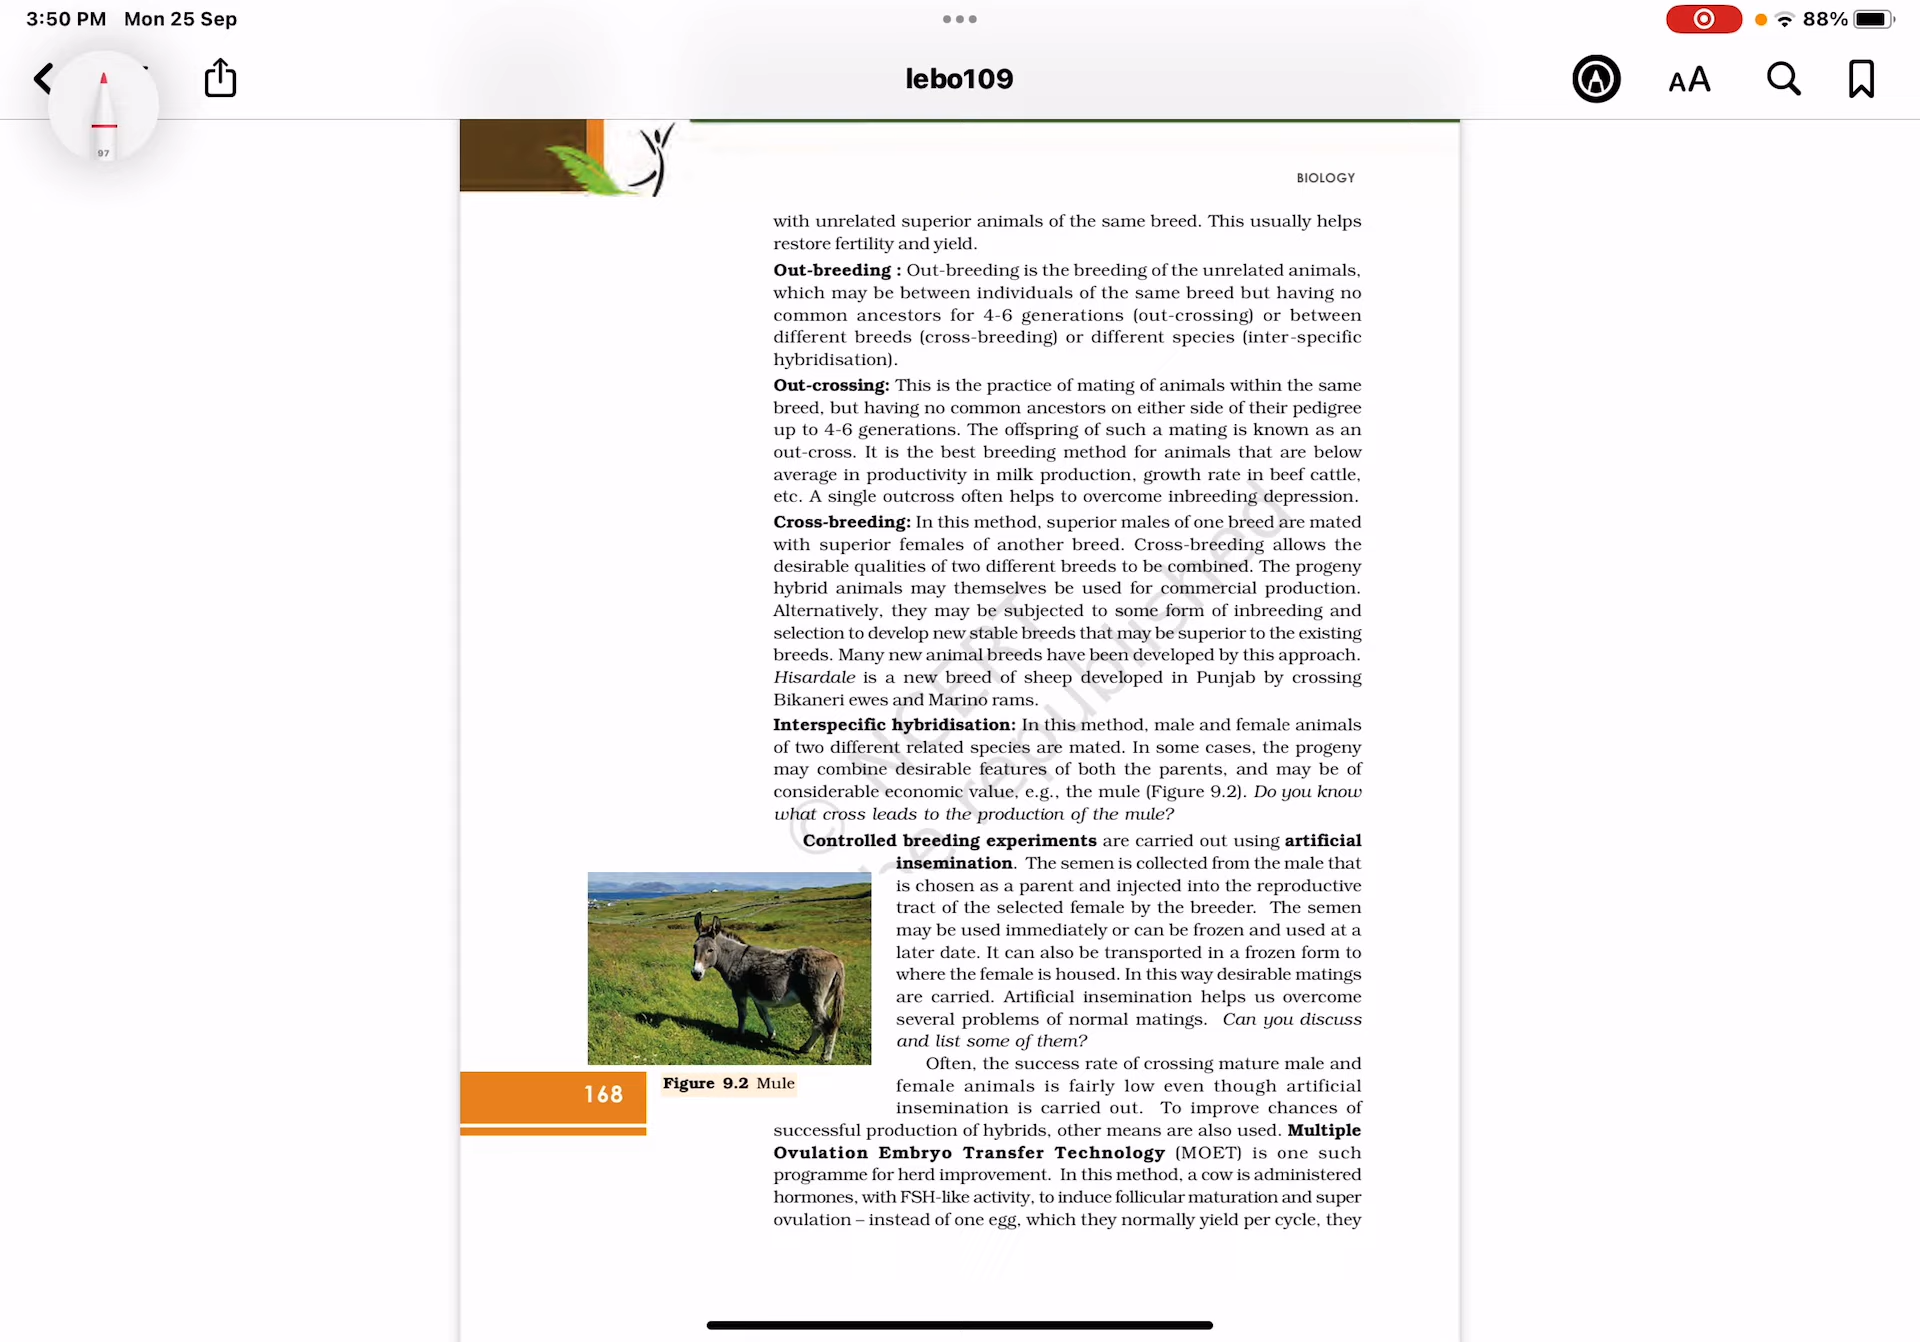 3:50 PM Mon 25 Sep
88%
lebo109
AA
97
BIOLOGY
with unrelated superior animals of the same breed. This usually helps
restore fertility and yield.
Out-breeding : Out-breeding is the breeding of the unrelated animals,
which may be between individuals of the same breed but having no
common ancestors for 4-6 generations (out-crossing) or between
different breeds (cross-breeding) or different species (inter-specific
hybridisation).
Out-crossing: This is the practice of mating of animals within the same
breed, but having no common ancestors on either side of their pedigree
up to 4-6 generations. The offspring of such a mating is known as an
out-cross. It is the best breeding method for animals that are below
average in productivity in milk production, growth rate in beef cattle,
etc. A single outcross often helps to overcome inbreeding depression.
Cross-breeding: In this method, superior males of one breed are mated
with superior females of another breed. Cross-breeding allows the
desirable qualities of two different breeds to be combined. The progeny
hybrid animals may themselves be used for commercial production.
Alternatively, they may be subjected to some form of inbreeding and
selection to develop new stable breeds that may be superior to the existing
breeds. Many new animal breeds have been developed by this approach.
Hisardale is a new breed of sheep developed in Punjab by crossing
Bikaneri ewes and Marino rams.
Interspecific hybridisation: In this method, male and female animals
of two different related species are mated. In some cases, the progeny
may combine desirable features of both the parents, and may be of
considerable economic value, e.g., the mule (Figure 9.2). Do you know
what cross leads to the production of the mule?
Controlled breeding experiments are carried out using artificial
insemination. The semen is collected from the male that
is chosen as a parent and injected into the reproductive
tract of the selected female by the breeder. The semen
may be used immediately or can be frozen and used at a
later date. It can also be transported in a frozen form to
where the female is housed. In this way desirable matings
are carried. Artificial insemination helps us overcome
several problems of normal matings. Can you discuss
and list some of them?
Often, the success rate of crossing mature male and
female animals is fairly low even though artificial
insemination is carried out. To improve chances of
successful production of hybrids, other means are also used. Multiple
Ovulation Embryo Transfer Technology (MOET) is one such
programme for herd improvement. In this method, a cow is administered
hormones, with FSH-like activity, to induce follicular maturation and super
ovulation – instead of one egg, which they normally yield per cycle, they
Figure 9.2 Mule
168
© NCERT
be republished